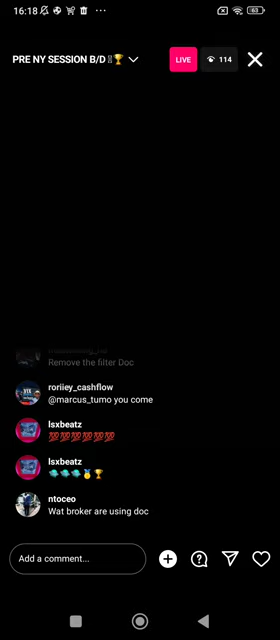 16:18
63
PRE NY SESSION B/D 🏆
LIVE
114
Remove the filter Doc
roriiey_cashflow
@marcus_tumo you come
lsxbeatz
💯💯💯💯💯💯
lsxbeatz
🐋🐋🐋🥇🏆
ntoceo
Wat broker are using doc
Add a comment...